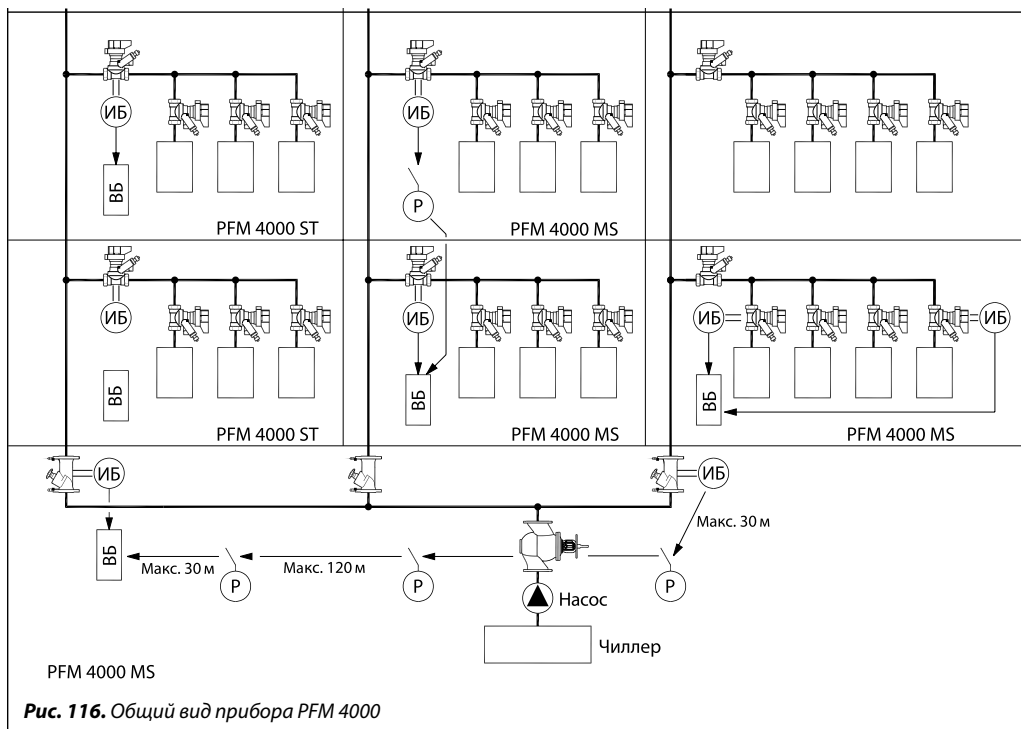 ИБ
ИБ
ВБ
Р
ВБ
PFM 4000 ST
PFM 4000 MS
ИБ
ИБ
ИБ
ИБ
ВБ
ВБ
ВБ
PFM 4000 ST
PFM 4000 MS
PFM 4000 MS
ИБ
ИБ
Макс. 30 м
ВБ
Макс. 30 м
Макс. 120 м
Р
Р
Р
Насос
Чиллер
PFM 4000 MS
Рис. 116. Общий вид прибора PFM 4000